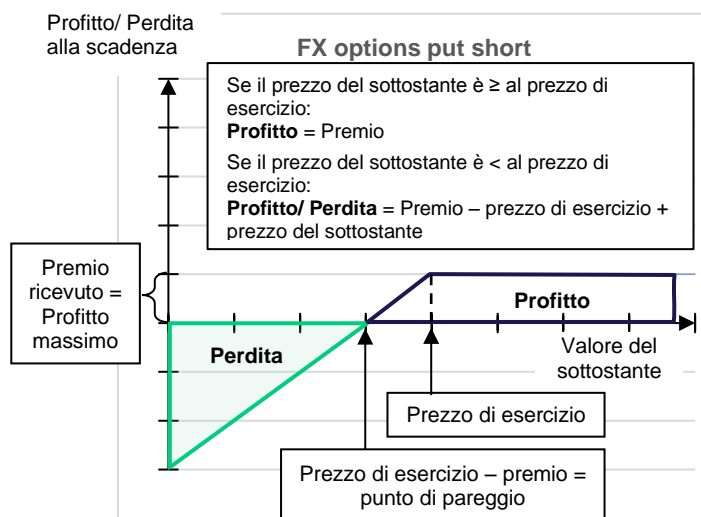 Profitto/ Perdita
alla scadenza
FX options put short
Se il prezzo del sottostante è ≥ al prezzo di
esercizio:
Profitto = Premio
Se il prezzo del sottostante è < al prezzo di
esercizio:
Profitto/ Perdita = Premio – prezzo di esercizio +
prezzo del sottostante
Premio
ricevuto =
Profitto
massimo
Profitto
Perdita
Valore del
sottostante
Prezzo di esercizio
Prezzo di esercizio – premio =
punto di pareggio